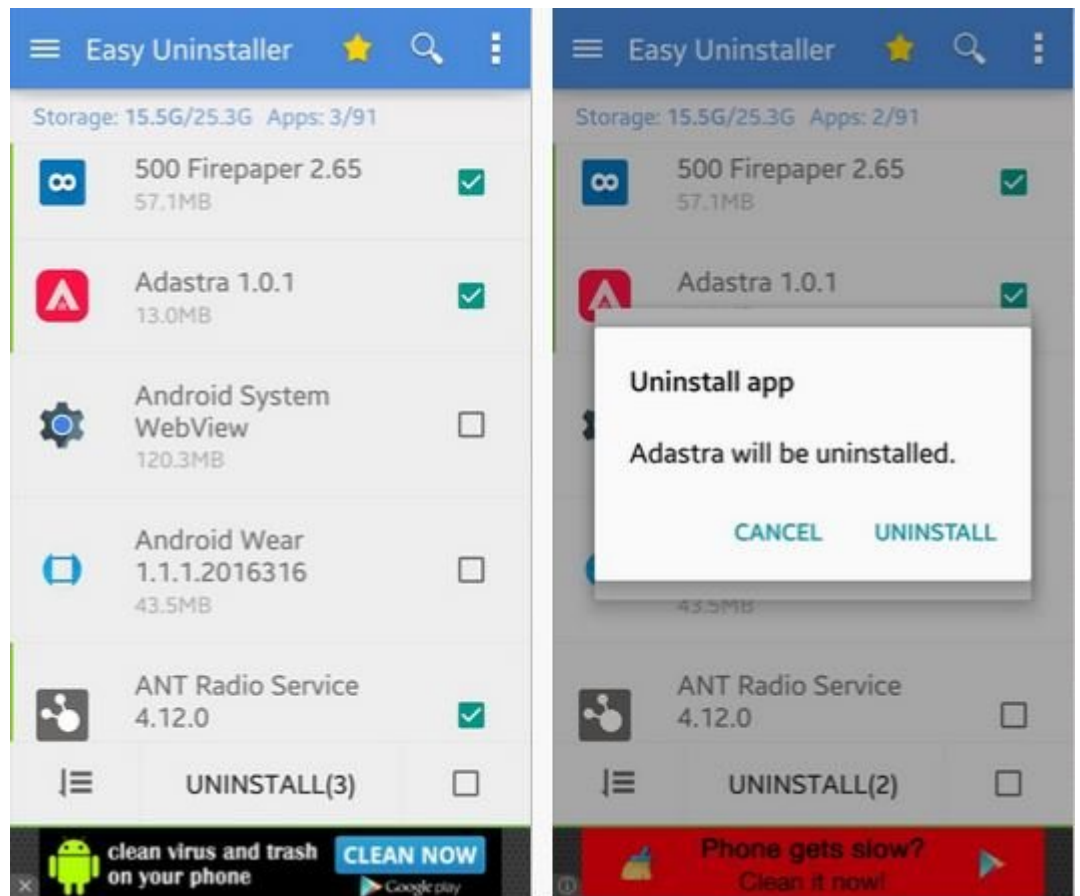 Easy Uninstaller
Storage: 15.5G/25.3G Apps: 3/91
500 Firepaper 2.65
57.1MB
Adastra 1.0.1
13.0MB
Android System
WebView
120.3MB
Android Wear
1.1.1.2016316
43.5MB
ANT Radio Service
4.12.0
UNINSTALL(3)
clean virus and trash
on your phone
CLEAN NOW
Google play
Easy Uninstaller
Storage: 15.5G/25.3G Apps: 2/91
500 Firepaper 2.65
57.1MB
Adastra 1.0.1
Uninstall app
Adastra will be uninstalled.
CANCEL UNINSTALL
43.5MB
ANT Radio Service
4.12.0
UNINSTALL(2)
Phone gets slow?
Clean it now!